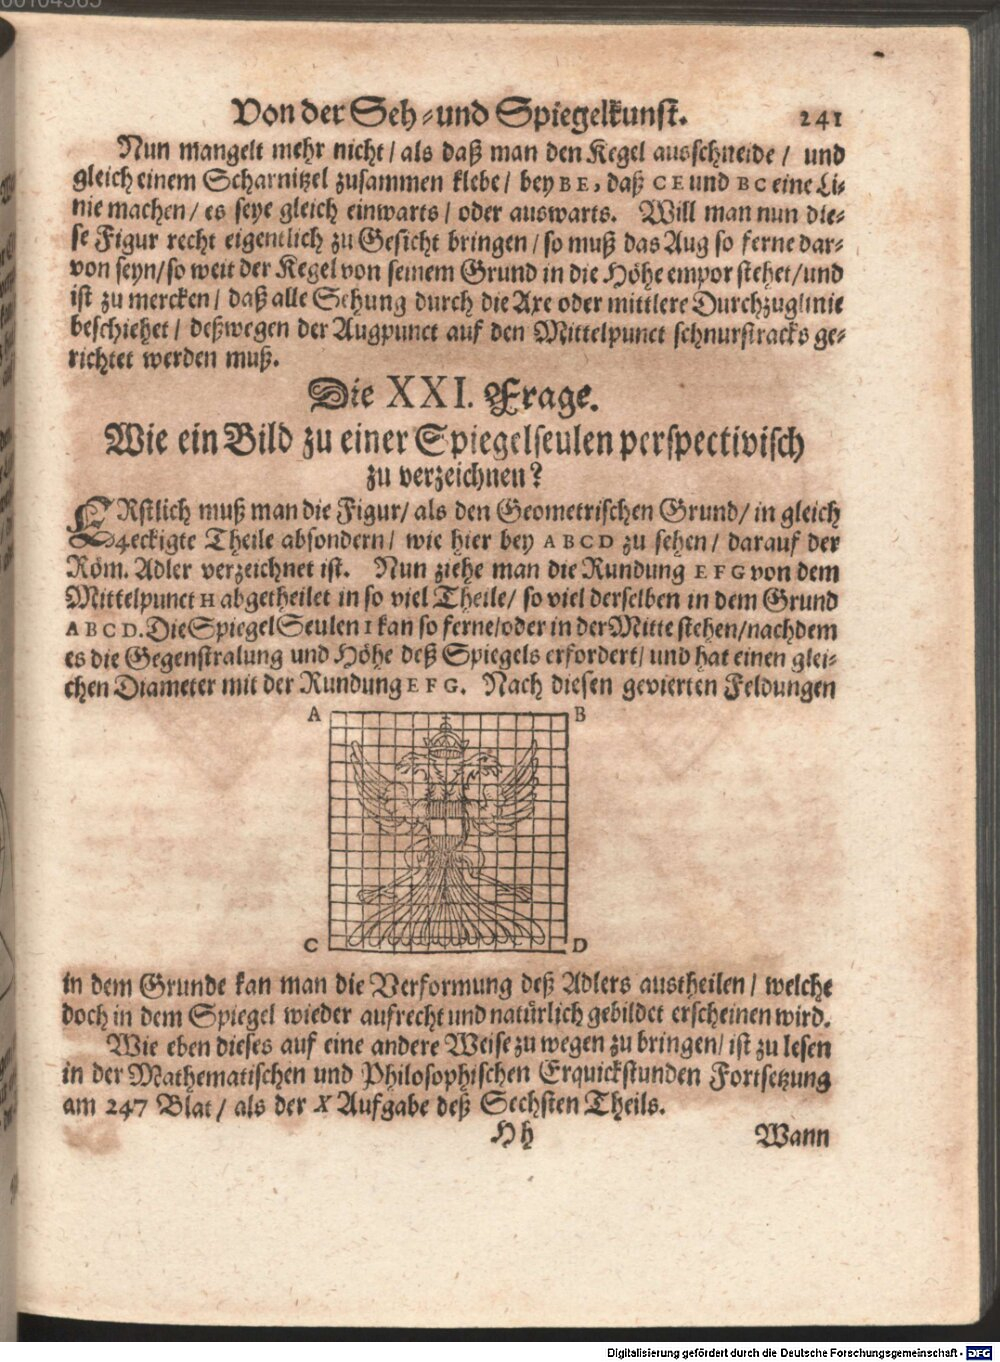 Von der Seh-und Spiegelkunst. 241
Nun mangelt mehr nicht / als daß man den Kegel ausschneide / und
gleich einem Scharnitzel zusammen klebe / bey B E, daß C E und B C eine Li-
nie machen / es seye gleich einwarts / oder auswarts. Will man nun die-
se Figur recht eigentlich zu Gesicht bringen / so muß das Aug so ferne dar-
von seyn / so weit der Kegel von seinem Grund in die Höhe empor stehet / und
ist zu mercken / daß alle Sehung durch die Axe oder mittlere Durchzuglinie
beschiehet / deßwegen der Augpunct auf den Mittelpunct schnurstracks ge-
richtet werden muß.
Die XXI. Frage.
Wie ein Bild zu einer Spiegelseulen perspectivisch
zu verzeichnen?
ERstlich muß man die Figur / als den Geometrischen Grund / in gleich
4eckigte Theile absondern / wie hier bey A B C D zu sehen / darauf der
Röm. Adler verzeichnet ist. Nun ziehe man die Rundung E F G von dem
Mittelpunct H abgetheilet in so viel Theile / so viel derselben in dem Grund
A B C D. Die Spiegel Seulen I kan so ferne / oder in der Mitte stehen / nachdem
es die Gegenstralung und Höhe deß Spiegels erfordert / und hat einen glei-
chen Diameter mit der Rundung E F G. Nach diesen gevierten Feldungen
A B
C D
in dem Grunde kan man die Verformung deß Adlers austheilen / welche
doch in dem Spiegel wieder aufrecht und natürlich gebildet erscheinen wird.
Wie eben dieses auf eine andere Weise zu wegen zu bringen / ist zu lesen
in der Mathematischen und Philosophischen Erquickstunden Fortsetzung
am 247 Blat / als der X Aufgabe deß Sechsten Theils.
Hh Wann
Digitalisierung gefördert durch die Deutsche Forschungsgemeinschaft - DFG